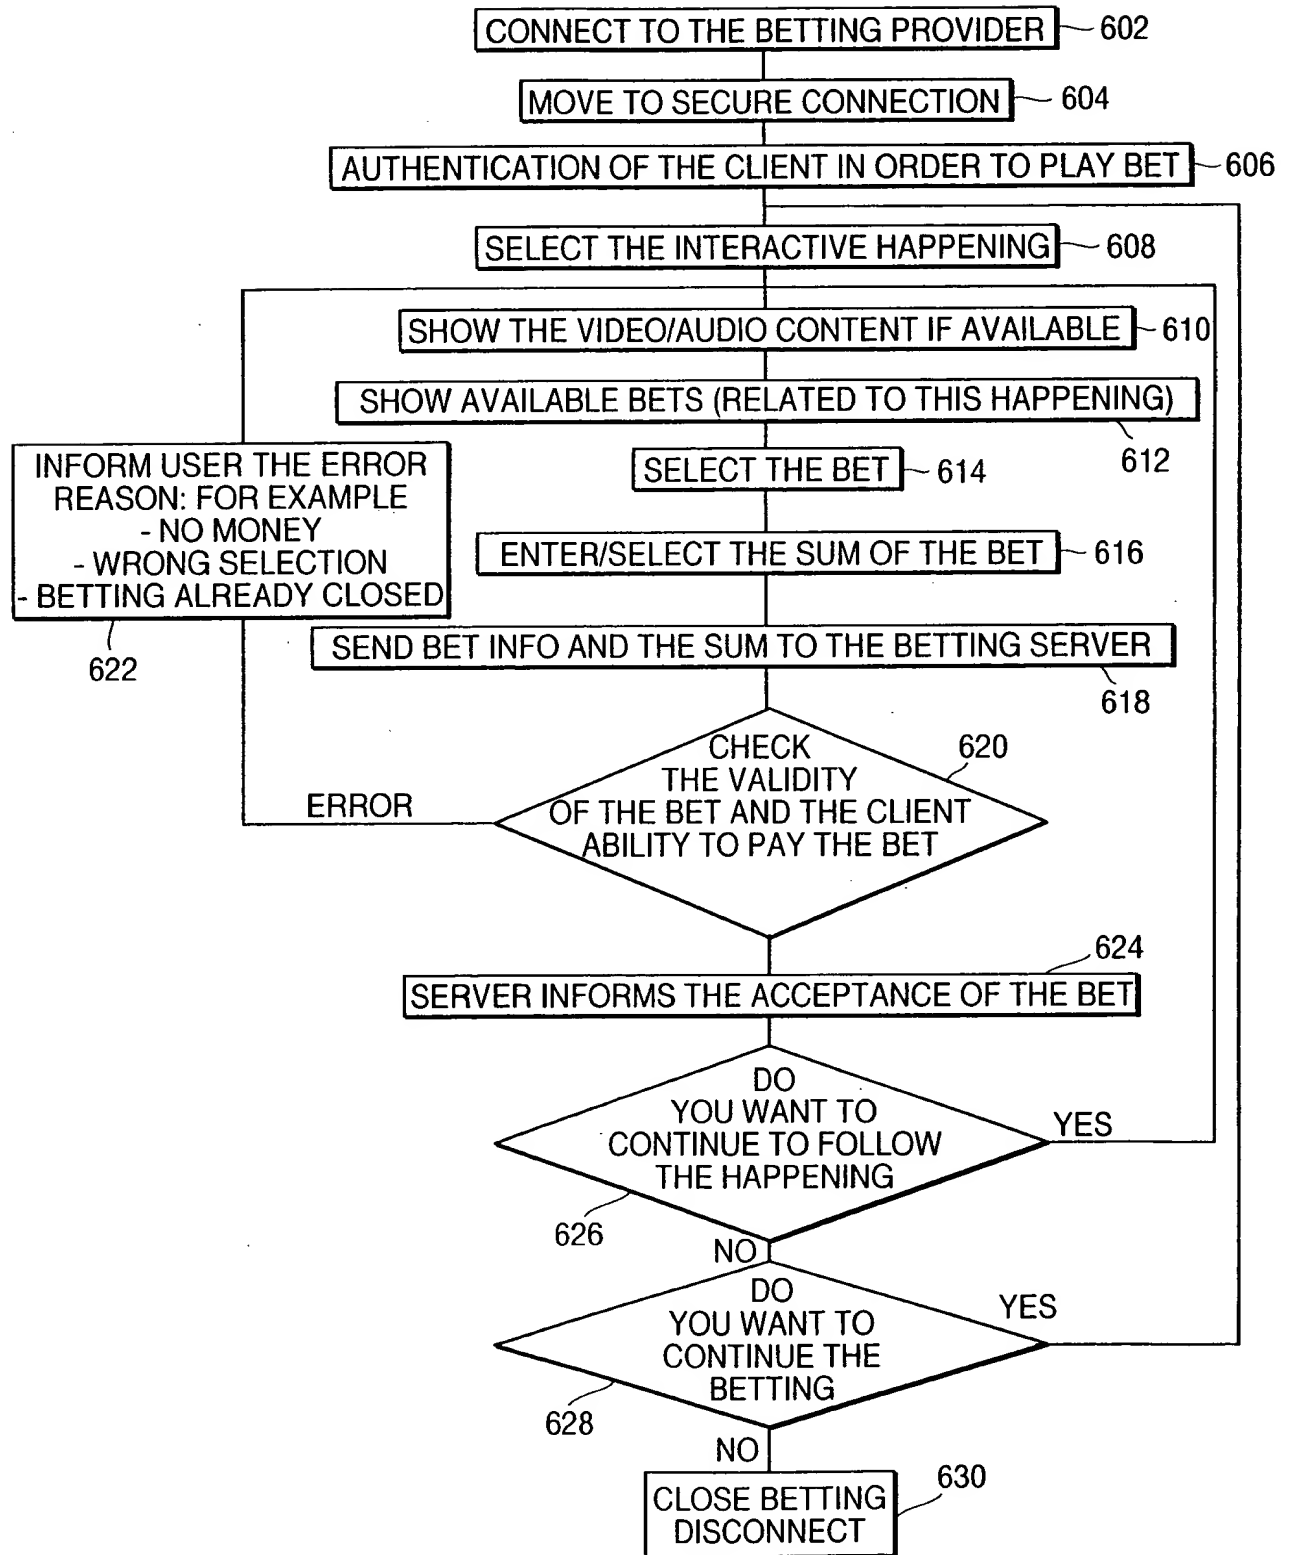 CONNECT TO THE BETTING PROVIDER
602
MOVE TO SECURE CONNECTION
604
AUTHENTICATION OF THE CLIENT IN ORDER TO PLAY BET
606
SELECT THE INTERACTIVE HAPPENING
608
SHOW THE VIDEO/AUDIO CONTENT IF AVAILABLE
610
SHOW AVAILABLE BETS (RELATED TO THIS HAPPENING)
612
SELECT THE BET
614
INFORM USER THE ERROR
REASON: FOR EXAMPLE
- NO MONEY
- WRONG SELECTION
- BETTING ALREADY CLOSED
622
ENTER/SELECT THE SUM OF THE BET
616
SEND BET INFO AND THE SUM TO THE BETTING SERVER
618
CHECK
THE VALIDITY
OF THE BET AND THE CLIENT
ABILITY TO PAY THE BET
620
ERROR
624
SERVER INFORMS THE ACCEPTANCE OF THE BET
DO
YOU WANT TO
CONTINUE TO FOLLOW
THE HAPPENING
YES
626
NO
DO
YOU WANT TO
CONTINUE THE
BETTING
YES
628
NO
630
CLOSE BETTING
DISCONNECT